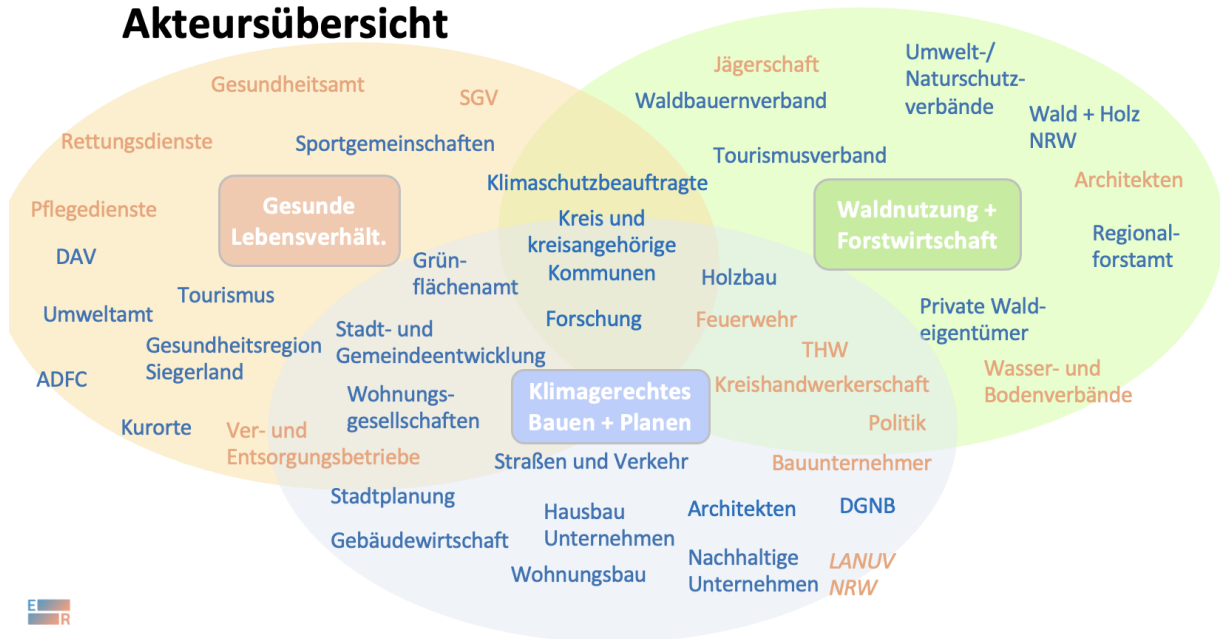 Akteursübersicht
Gesundheitsamt
SGV
Rettungsdienste
Sportgemeinschaften
Pflegedienste
Gesunde
Lebensverhält.
DAV
Tourismus
Umweltamt
Gesundheitsregion
Siegerland
ADFC
Kurorte
Ver- und
Entsorgungsbetriebe
Grün-
flächenamt
Stadt- und
Gemeindeentwicklung
Wohnungs-
gesellschaften
Klimaschutzbeauftragte
Kreis und
kreisangehörige
Kommunen
Forschung
Jägerschaft
Waldbauernverband
Umwelt-/
Naturschutz-
verbände
Wald + Holz
NRW
Tourismusverband
Architekten
Waldnutzung +
Forstwirtschaft
Regional-
forstamt
Private Wald-
eigentümer
Wasser- und
Bodenverbände
Holzbau
Feuerwehr
THW
Kreishandwerkerschaft
Politik
Klimagerechtes
Bauen + Planen
Bauunternehmer
Straßen und Verkehr
Stadtplanung
Gebäudewirtschaft
Hausbau
Unternehmen
Wohnungsbau
Architekten
DGNB
Nachhaltige
Unternehmen
LANUV
NRW
E
R